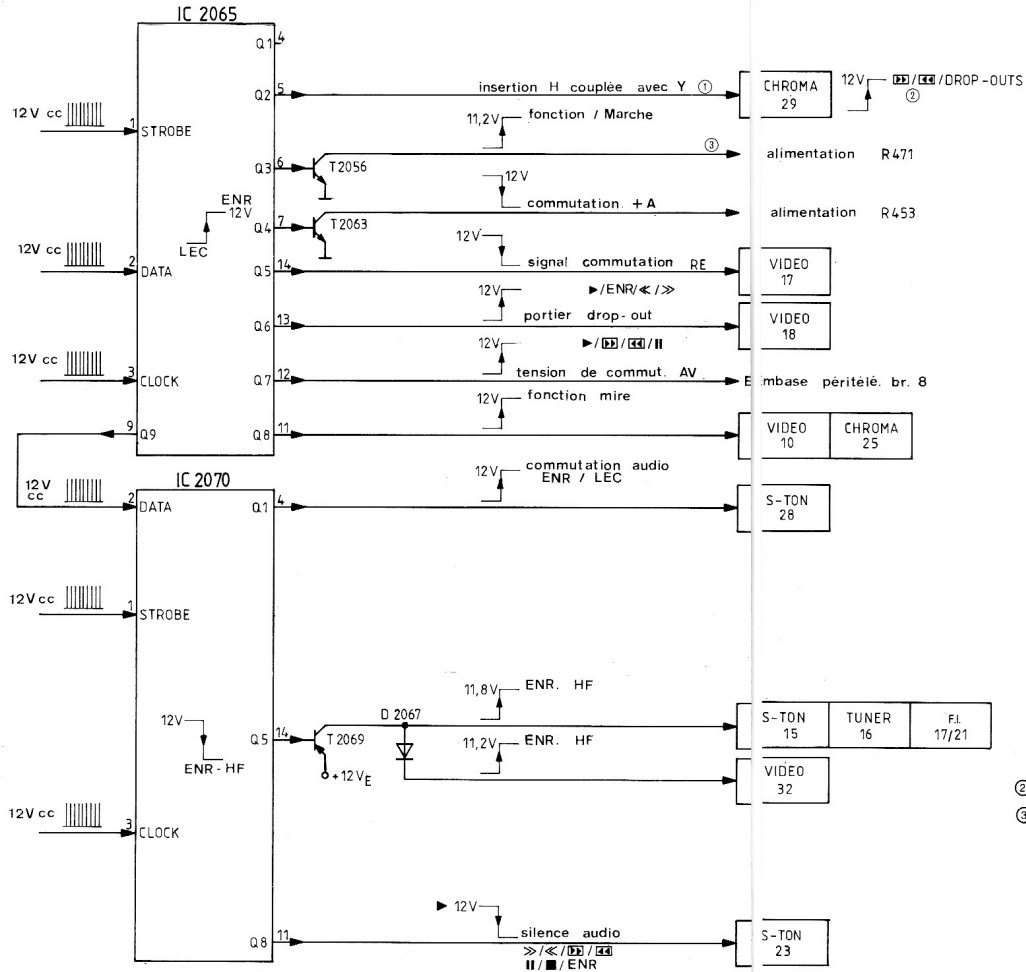 IC 2065
Q1 4
Q2 5
insertion H couplée avec Y ①
CHROMA
29
12V ⏩/⏪/DROP-OUTS
②
12V cc
1
STROBE
11,2V fonction / Marche
Q3 6
T2056
③
alimentation R471
12V
commutation +A
ENR
12V
LEC
Q4 7
T2063
alimentation R453
12V
signal commutation RE
12V cc
2
DATA
Q5 14
VIDEO
17
12V ▶/ENR/≪/≫
portier drop-out
Q6 13
VIDEO
18
12V ▶/⏩/⏪/⏸
tension de commut. AV
12V cc
3
CLOCK
Q7 12
Embase péritélé. br. 8
12V fonction mire
9
Q9
Q8 11
VIDEO
10
CHROMA
25
IC 2070
12V
cc
2
DATA
Q1 4
12V commutation audio
ENR / LEC
S-TON
28
12V cc
1
STROBE
11,8V ENR. HF
D 2067
12V
ENR-HF
Q5 14
T2069
+12VE
11,2V ENR. HF
S-TON
15
TUNER
16
F.I.
17/21
VIDEO
32
②
③
12V cc
3
CLOCK
▶ 12V
silence audio
≫/≪/⏩/⏪
⏸/■/ENR
Q8 11
S-TON
23